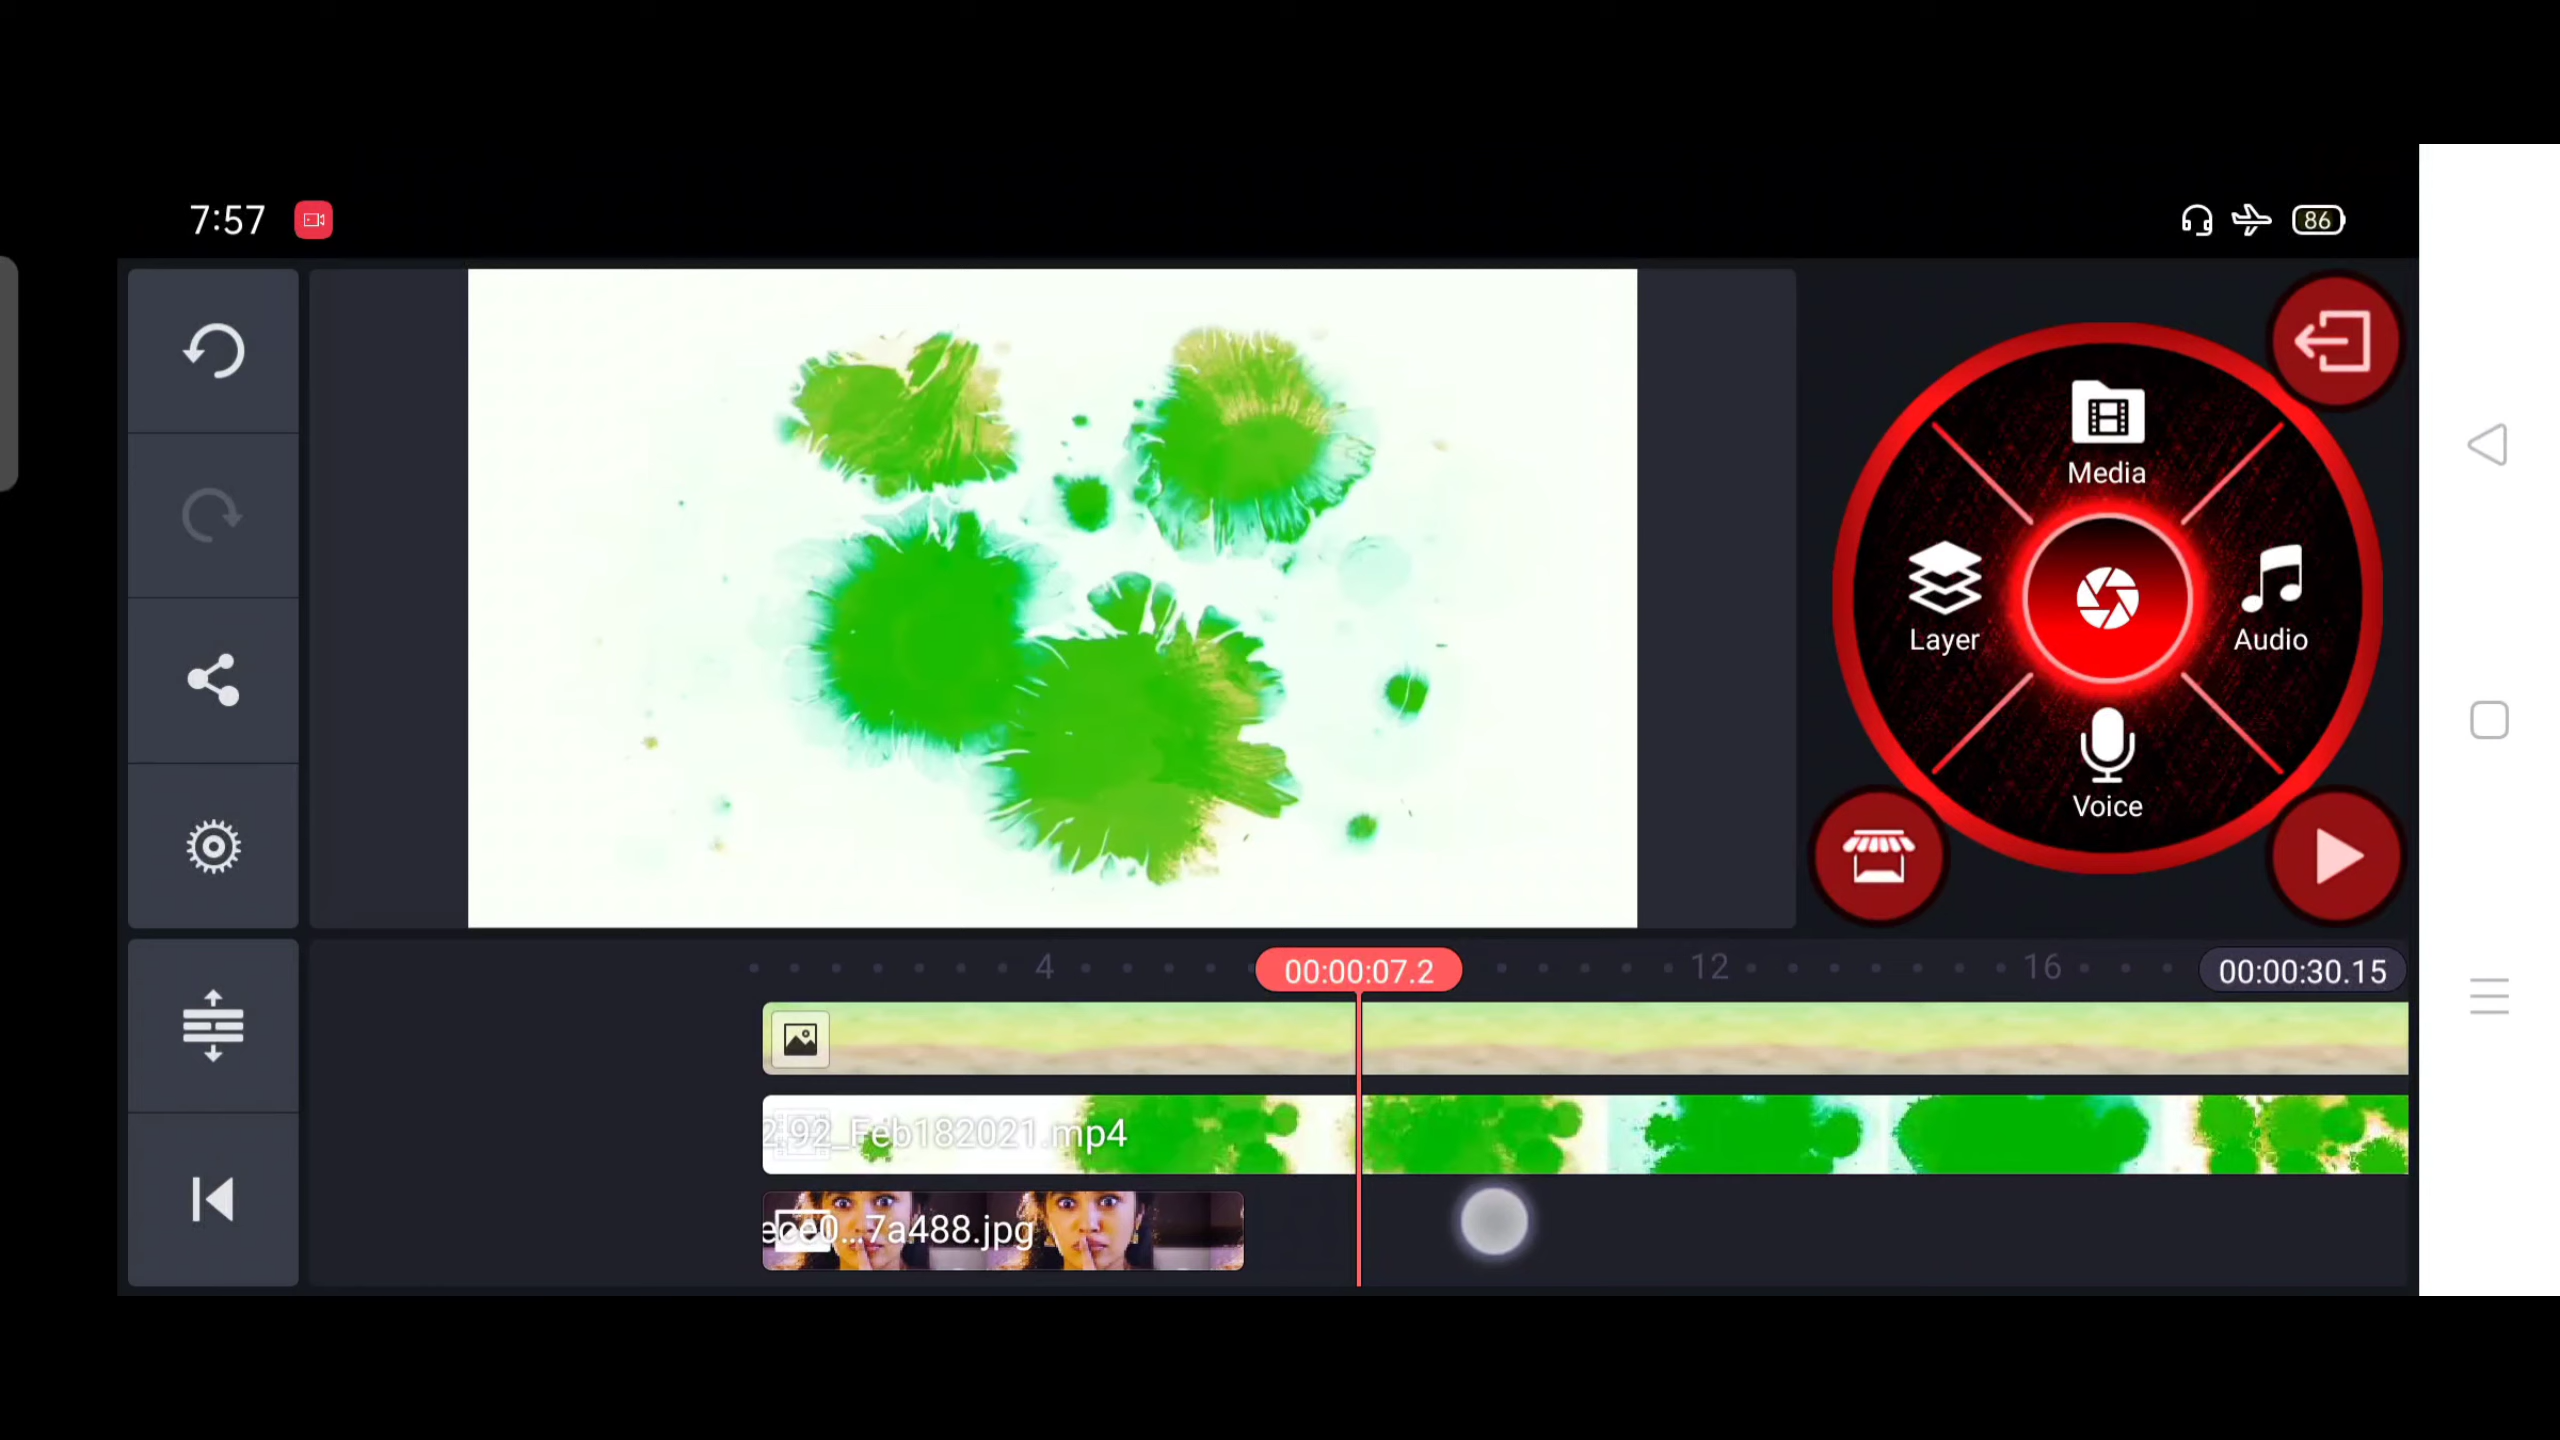 7:57
86
Media
Layer
Audio
Voice
4
00:00:07.2
12
16
00:00:30.15
2,92_Feb182021.mp4
ece0...7a488.jpg